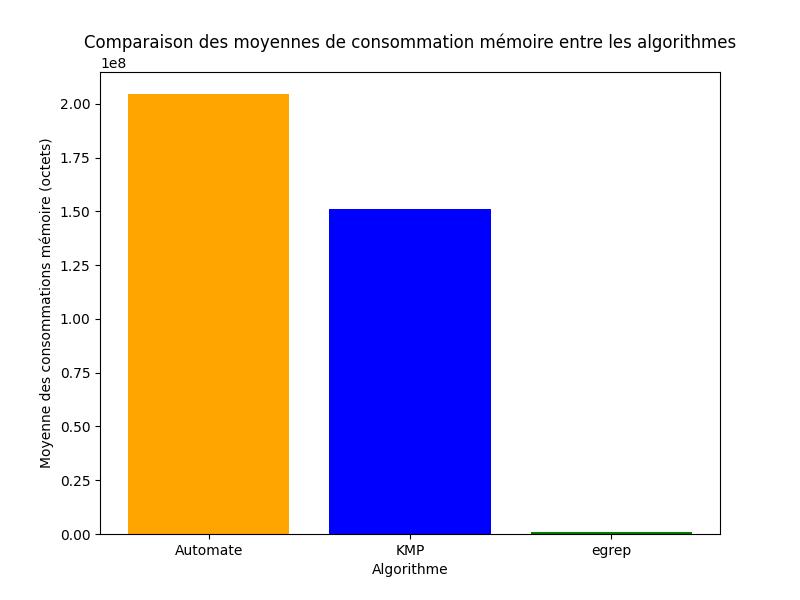 Comparaison des moyennes de consommation mémoire entre les algorithmes
1e8
2.00
1.75
1.50
1.25
1.00
0.75
0.50
0.25
0.00
Moyenne des consommations mémoire (octets)
Automate
KMP
egrep
Algorithme